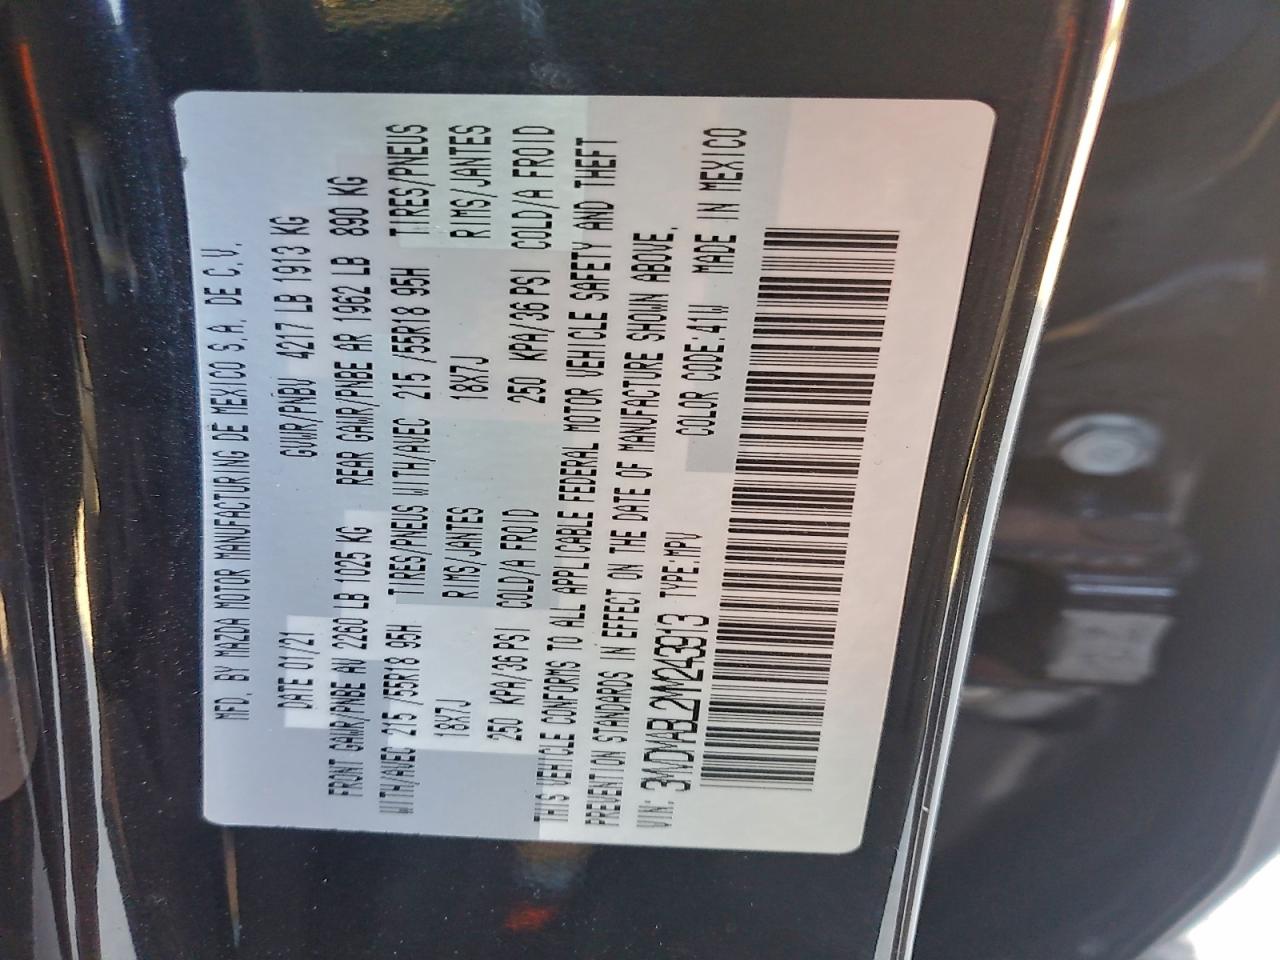 MFD. BY MAZDA MOTOR MANUFACTURING DE MEXICO S.A. DE C.V.
DATE 01/21 GVWR/PNBV 4217 LB 1913 KG
FRONT GAWR/PNBE AV 2260 LB 1025 KG REAR GAWR/PNBE AR 1962 LB 890 KG
WITH/AVEC 215 /55R18 95H TIRES/PNEUS WITH/AVEC 215 /55R18 95H TIRES/PNEUS
18X7J RIMS/JANTES 18X7J RIMS/JANTES
250 KPA/36 PSI COLD/A FROID 250 KPA/36 PSI COLD/A FROID
THIS VEHICLE CONFORMS TO ALL APPLICABLE FEDERAL MOTOR VEHICLE SAFETY AND THEFT
PREVENTION STANDARDS IN EFFECT ON THE DATE OF MANUFACTURE SHOWN ABOVE.
VIN: 3MVDMABL2MM243913 TYPE:MPV COLOR CODE:41W MADE IN MEXICO